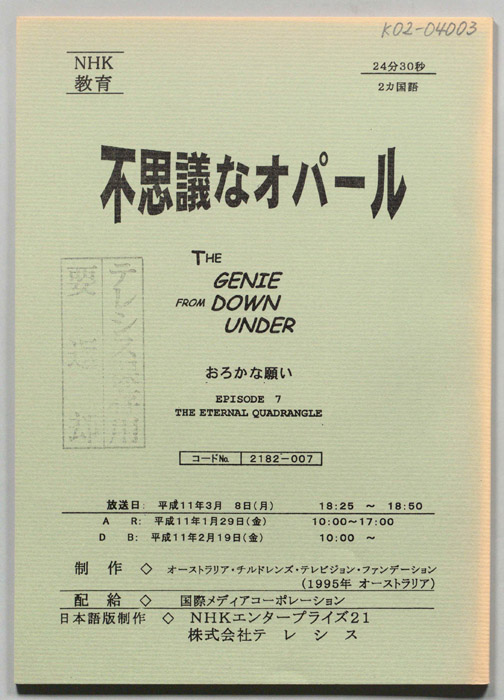 K02-04003
NHK
教育
24分30秒
2カ国語
不思議なオパール
THE
GENIE
FROM DOWN
UNDER
おろかな願い
EPISODE 7
THE ETERNAL QUADRANGLE
コードNo. 2182-007
放送日: 平成11年3月 8日(月) 18:25 ～ 18:50
A R: 平成11年1月29日(金) 10:00～17:00
D B: 平成11年2月19日(金) 10:00 ～
制 作 ◇ オーストラリア・チルドレンズ・テレビジョン・ファンデーション
(1995年 オーストラリア)
配 給 ◇ 国際メディアコーポレーション
日本語版制作 ◇ NHKエンタープライズ21
株式会社テ レ シ ス
テレシス
要 返 却